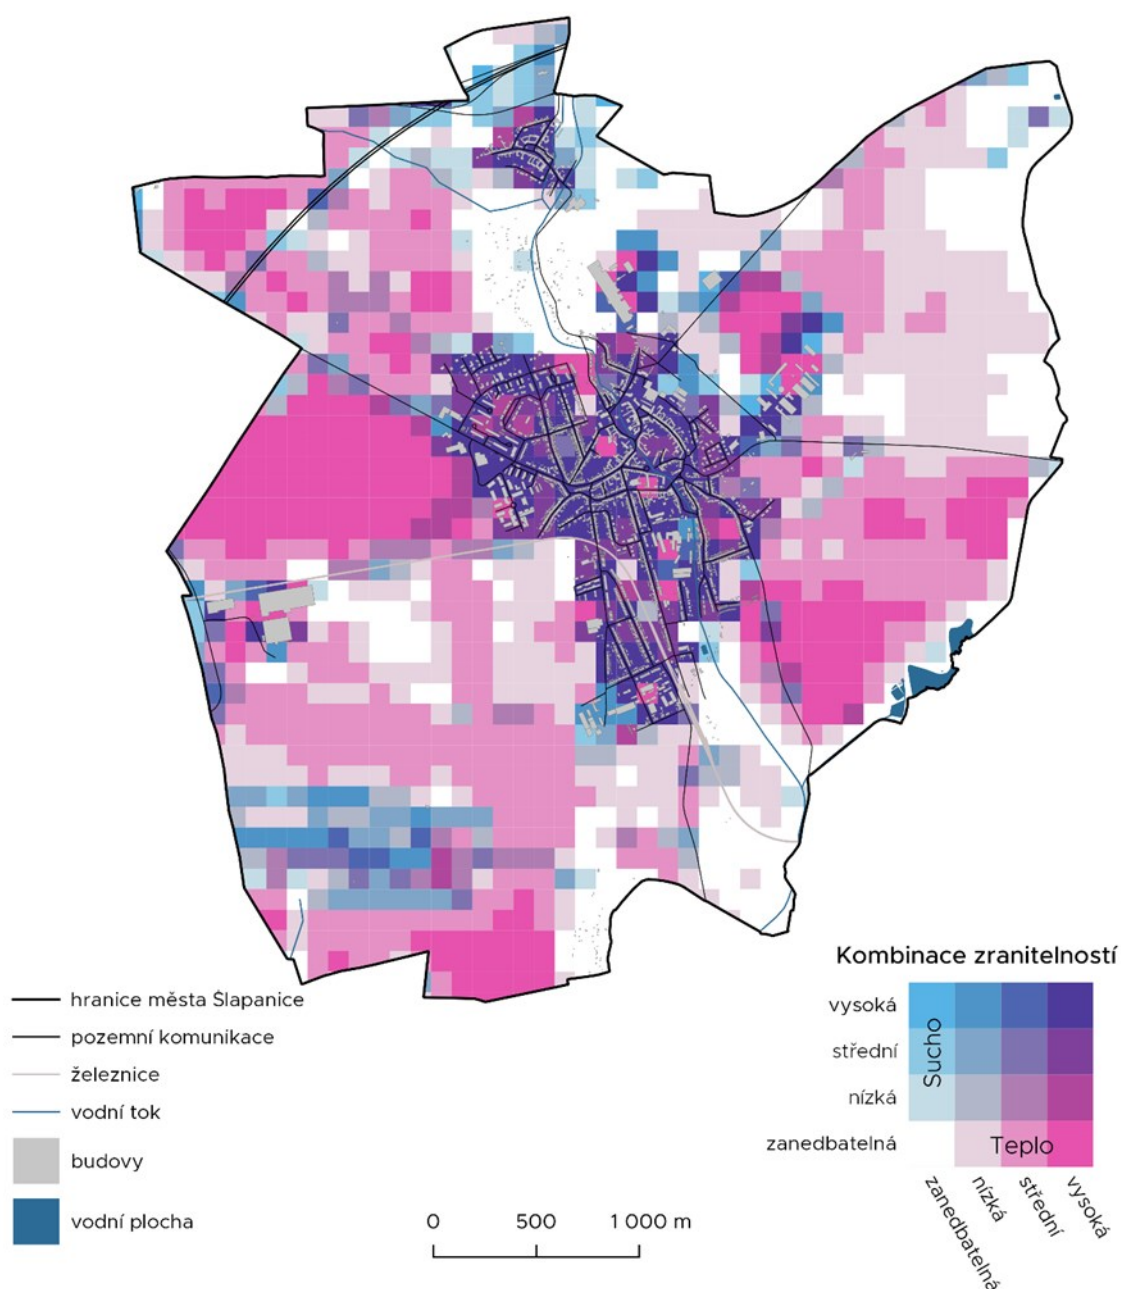 Kombinace zranitelností
vysoká
střední
nízká
zanedbatelná
Sucho
Teplo
zanedbatelná
nízká
střední
vysoká
hranice města Šlapanice
pozemní komunikace
železnice
vodní tok
budovy
vodní plocha
0 500 1 000 m